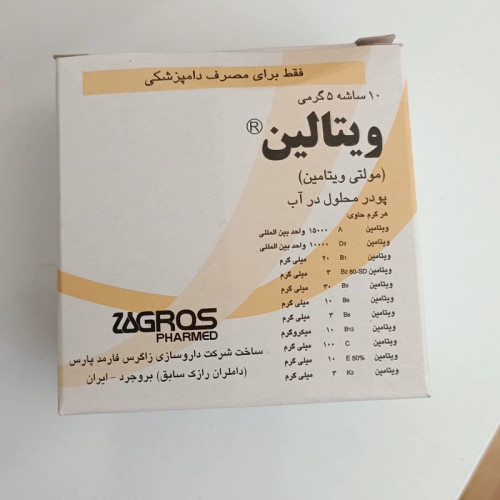 فقط برای مصرف دامپزشکی
۱۰ ساشه ۵ گرمی
ویتالین®
(مولتی ویتامین)
پودر محلول در آب
هر گرم حاوی:
ویتامین A ۱۵۰۰۰ واحد بین المللی
ویتامین D3 ۱۰۰۰۰ واحد بین المللی
ویتامین B1 ۲۰ میلی گرم
ویتامین B2 80-SD ۳ میلی گرم
ویتامین B3 ۳۰ میلی گرم
ویتامین B5 ۱۰ میلی گرم
ویتامین B6 ۳ میلی گرم
ویتامین B12 ۱۰ میکروگرم
ویتامین C ۱۰۰ میلی گرم
ویتامین E 50% ۱۰ میلی گرم
ویتامین K3 ۳ میلی گرم
ZAGROS
PHARMED
ساخت شرکت داروسازی زاگرس فارمد پارس
(داملران رازک سابق) بروجرد - ایران